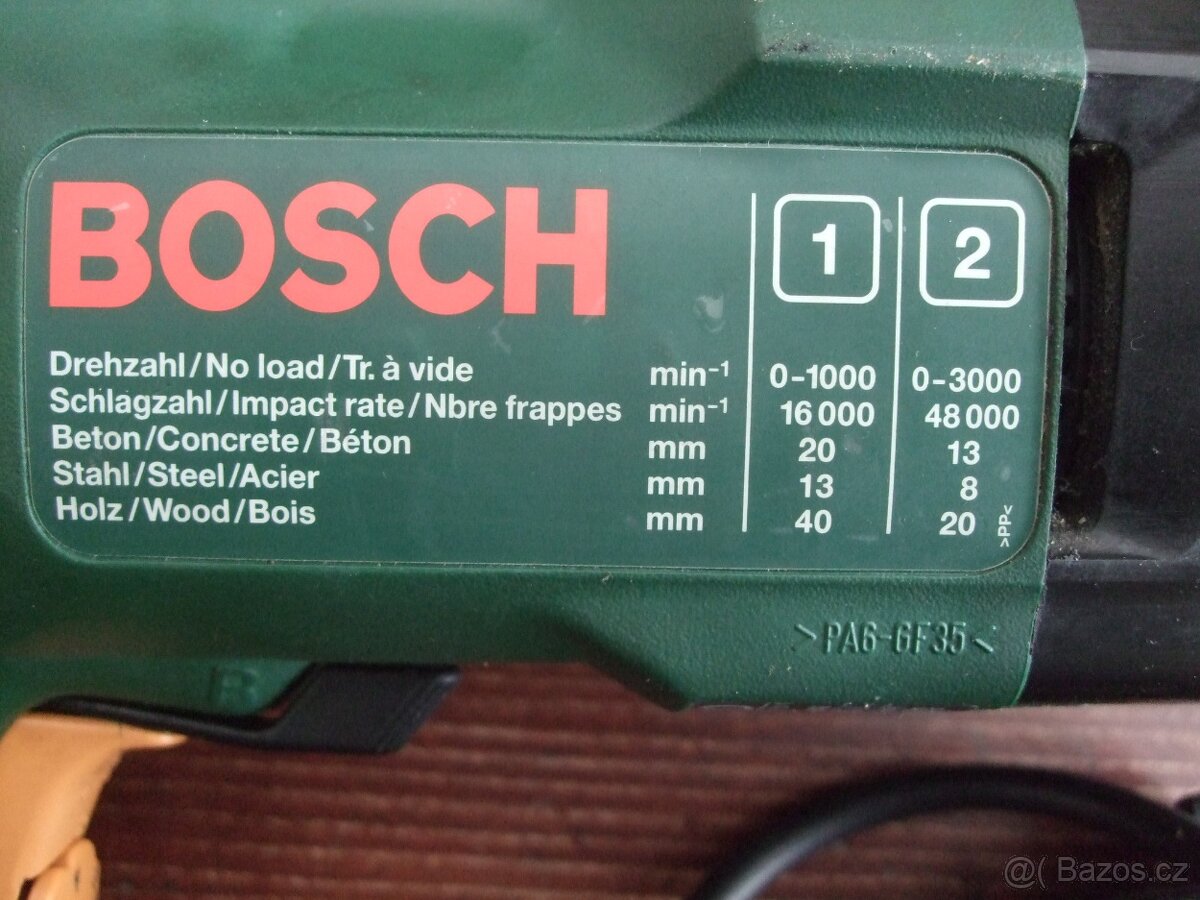 BOSCH 1 2
Drehzahl/No load/Tr. à vide min⁻¹ 0-1000 0-3000
Schlagzahl/Impact rate/Nbre frappes min⁻¹ 16 000 48 000
Beton/Concrete/Béton mm 20 13
Stahl/Steel/Acier mm 13 8
Holz/Wood/Bois mm 40 20
>PP<
>PA6-GF35<
R
@( Bazos.cz